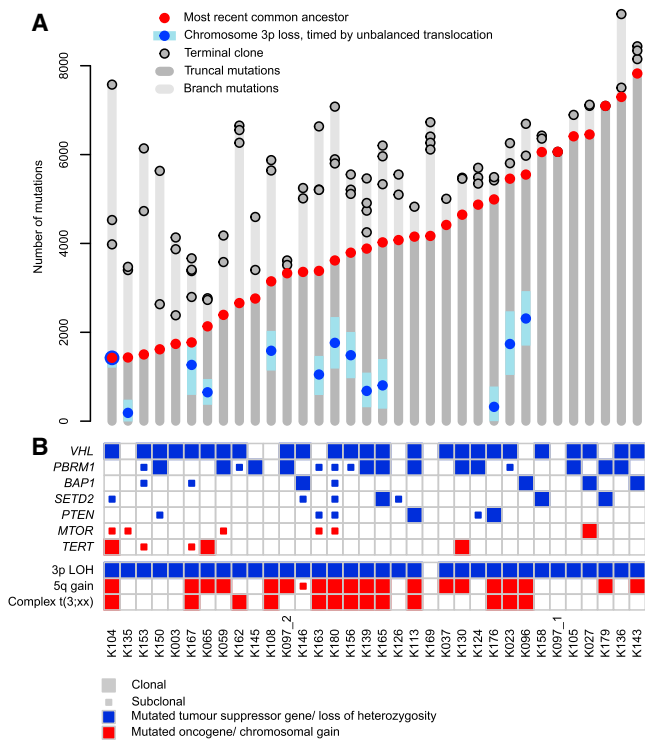 A
Most recent common ancestor
Chromosome 3p loss, timed by unbalanced translocation
Terminal clone
Truncal mutations
Branch mutations
Number of mutations
8000
6000
4000
2000
0
B
VHL
PBRM1
BAP1
SETD2
PTEN
MTOR
TERT
3p LOH
5q gain
Complex t(3;xx)
K104
K135
K153
K150
K003
K167
K065
K059
K162
K145
K108
K097_2
K146
K163
K180
K156
K139
K165
K126
K113
K169
K037
K130
K124
K176
K023
K096
K158
K097_1
K105
K027
K179
K136
K143
Clonal
Subclonal
Mutated tumour suppressor gene/ loss of heterozygosity
Mutated oncogene/ chromosomal gain